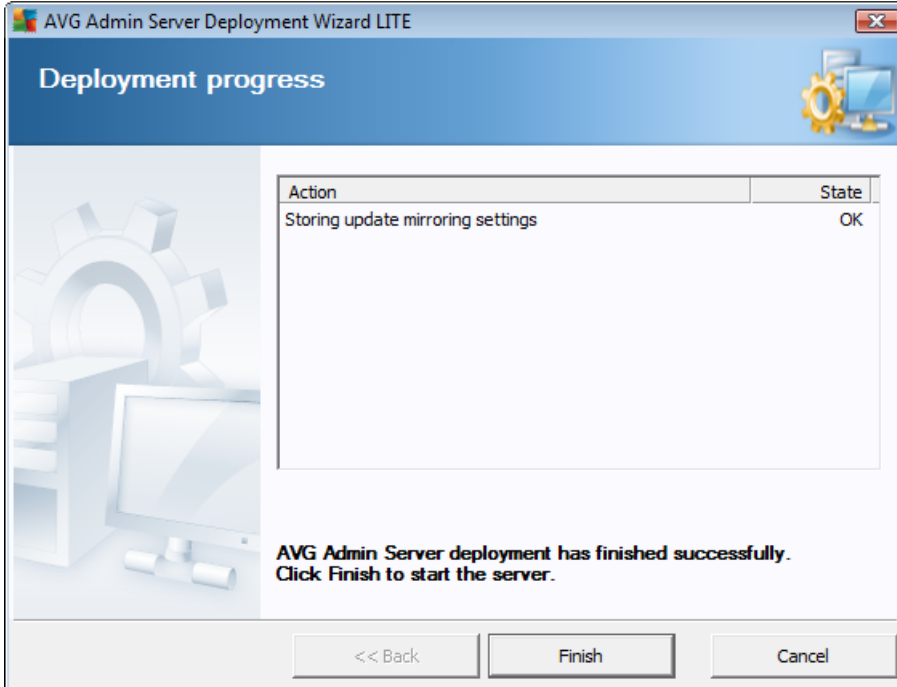 AVG Admin Server Deployment Wizard LITE
Deployment progress
Action State
Storing update mirroring settings OK
AVG Admin Server deployment has finished successfully.
Click Finish to start the server.
<< Back Finish Cancel